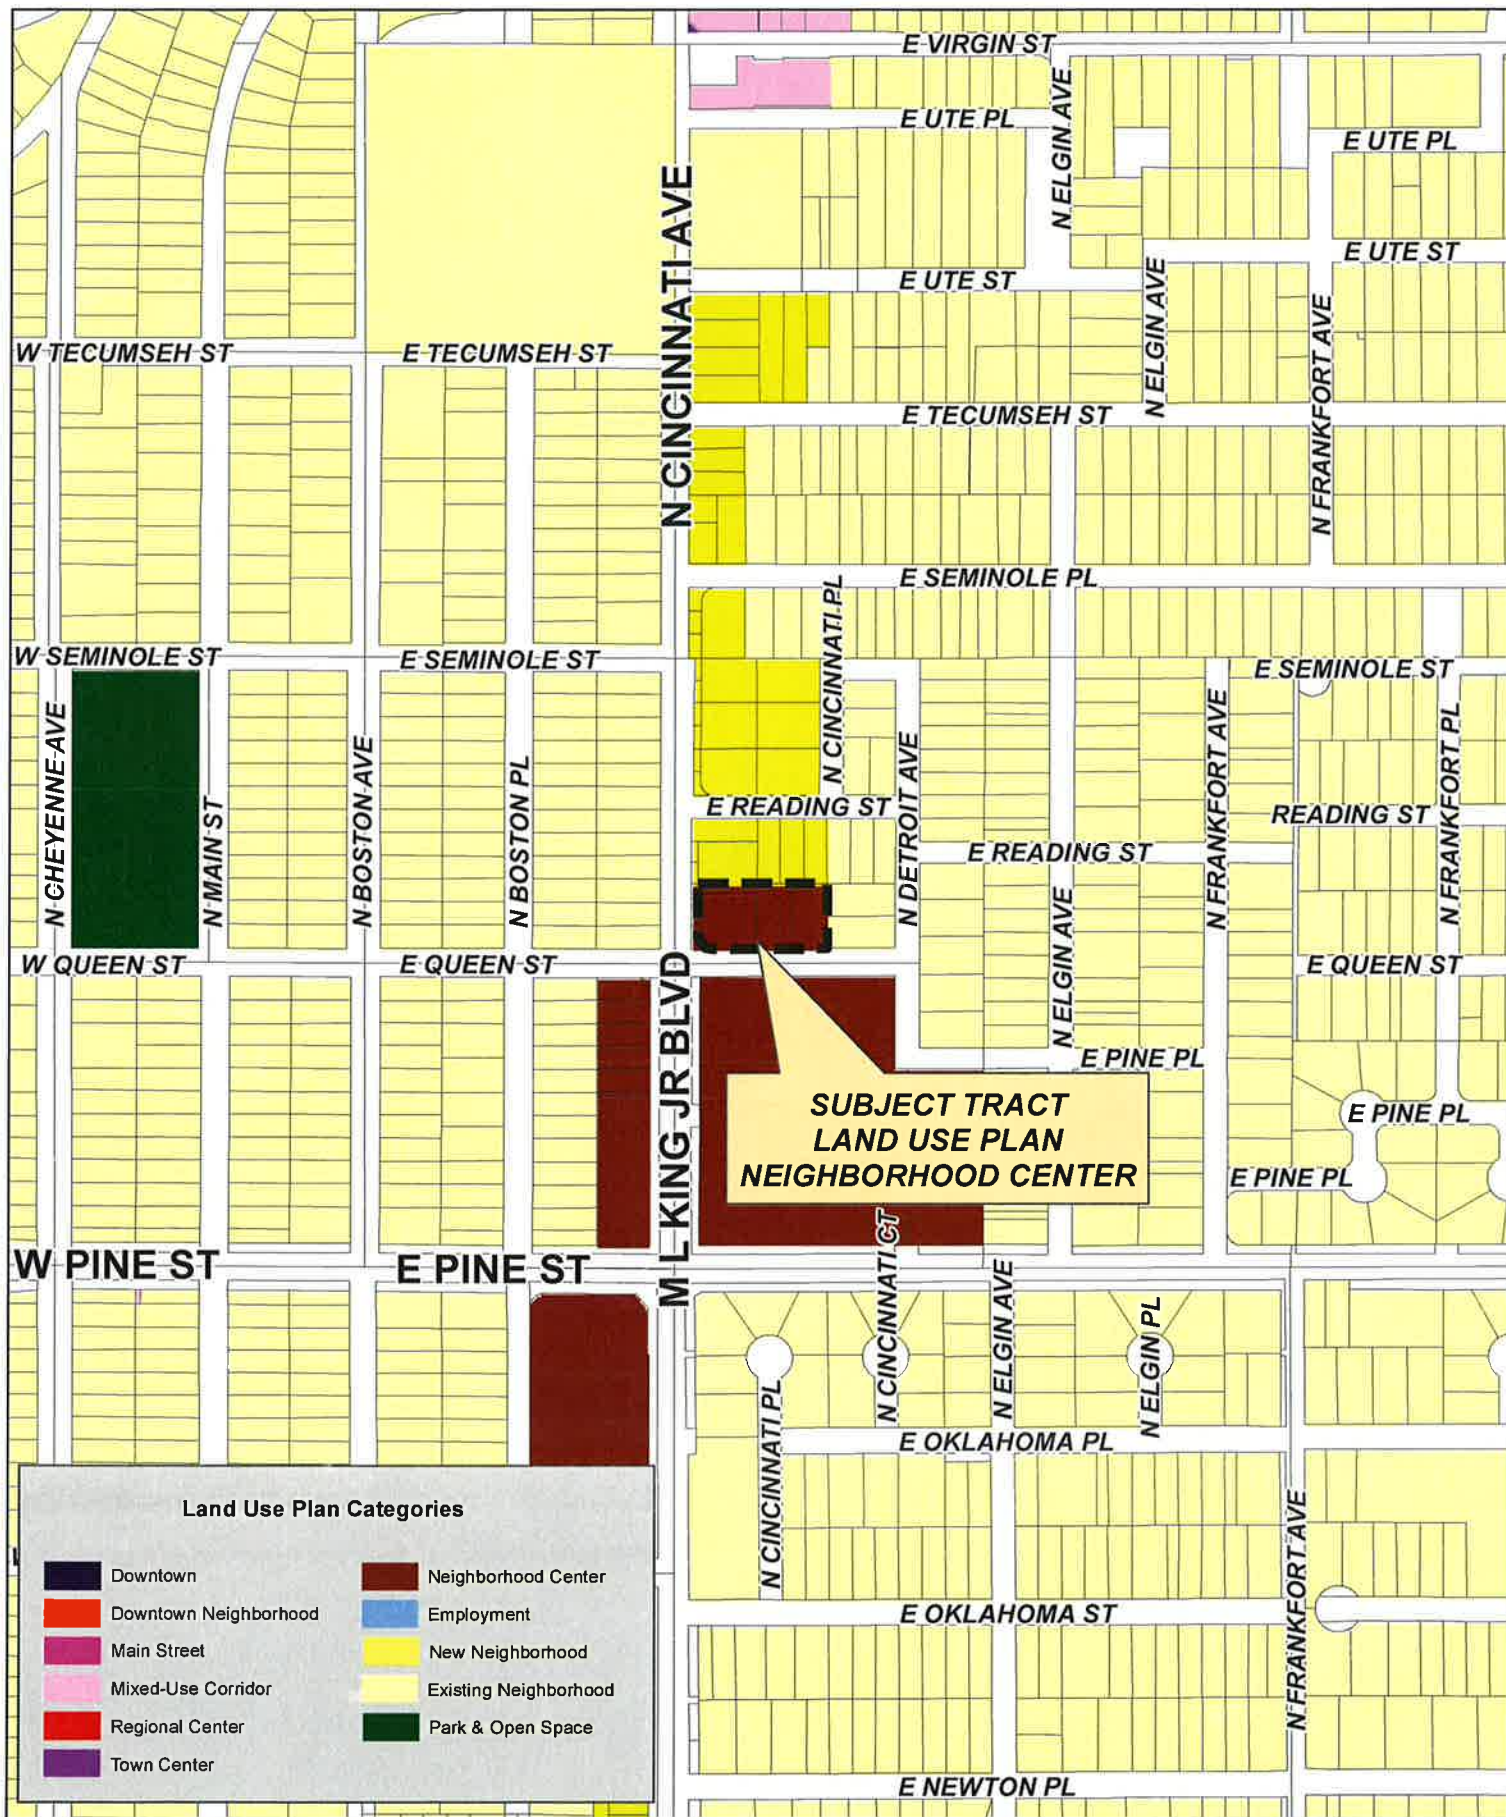 E VIRGIN ST
E UTE PL
N ELGIN AVE
E UTE PL
N CINCINNATI AVE
E UTE ST
E UTE ST
N ELGIN AVE
N FRANKFORT AVE
W TECUMSEH ST
E TECUMSEH ST
E TECUMSEH ST
E SEMINOLE PL
N CINCINNATI PL
W SEMINOLE ST
E SEMINOLE ST
E SEMINOLE ST
N CHEYENNE AVE
N MAIN ST
N BOSTON AVE
N BOSTON PL
N DETROIT AVE
N FRANKFORT AVE
N FRANKFORT PL
E READING ST
READING ST
E READING ST
N ELGIN AVE
W QUEEN ST
E QUEEN ST
E QUEEN ST
M L KING JR BLVD
E PINE PL
E PINE PL
E PINE PL
SUBJECT TRACT
LAND USE PLAN
NEIGHBORHOOD CENTER
W PINE ST
E PINE ST
N CINCINNATI CT
N ELGIN AVE
N ELGIN PL
N CINCINNATI PL
E OKLAHOMA PL
N FRANKFORT AVE
E OKLAHOMA ST
E NEWTON PL
Land Use Plan Categories
Downtown
Downtown Neighborhood
Main Street
Mixed-Use Corridor
Regional Center
Town Center
Neighborhood Center
Employment
New Neighborhood
Existing Neighborhood
Park & Open Space